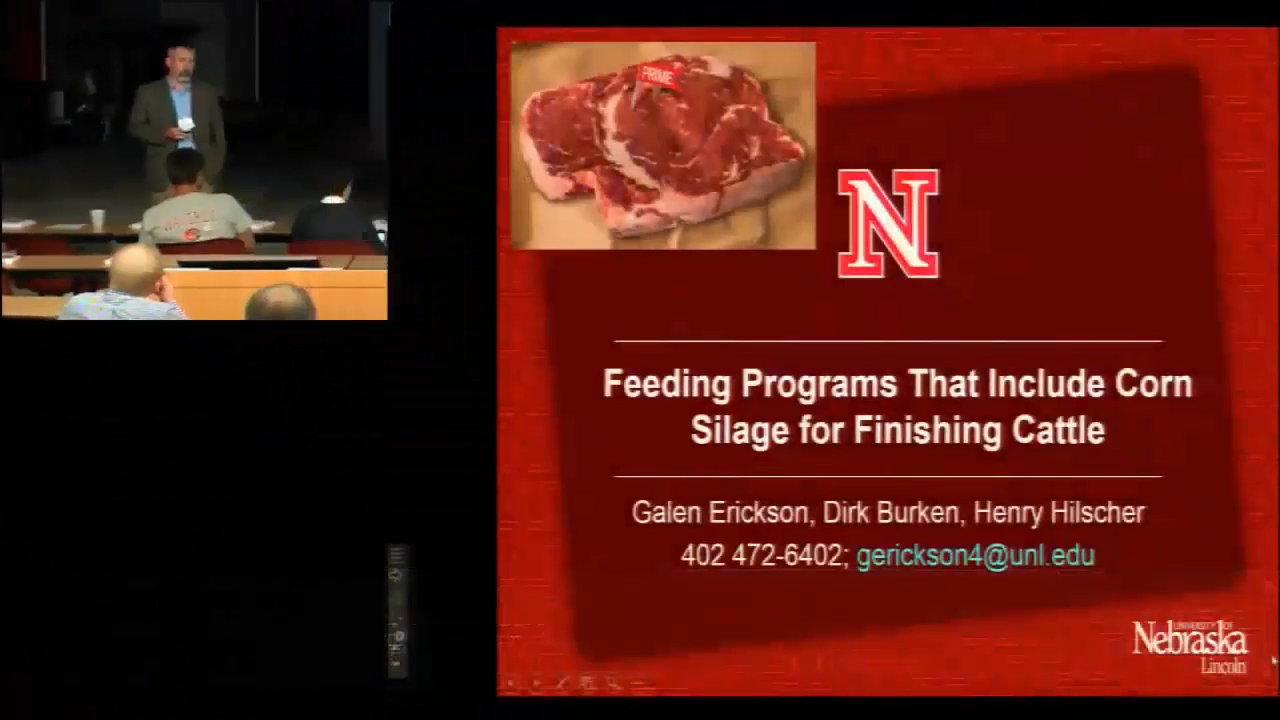 PRIME
N
Feeding Programs That Include Corn
Silage for Finishing Cattle
Galen Erickson, Dirk Burken, Henry Hilscher
402 472-6402; gerickson4@unl.edu
UNIVERSITY OF
Nebraska
Lincoln